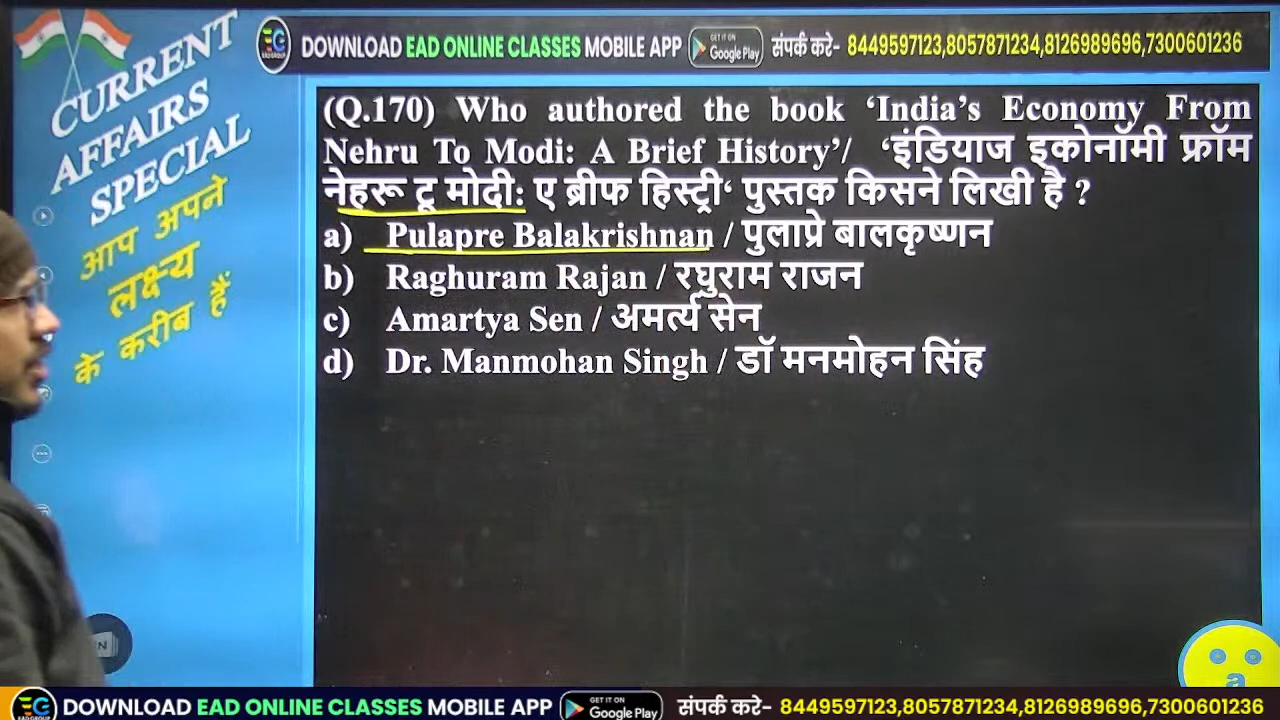 DOWNLOAD EAD ONLINE CLASSES MOBILE APP GET IT ON Google Play संपर्क करे- 8449597123,8057871234,8126989696,7300601236
CURRENT
AFFAIRS
SPECIAL
आप अपने
लक्ष्य
के करीब हैं
(Q.170) Who authored the book ‘India’s Economy From
Nehru To Modi: A Brief History’/ ‘इंडियाज इकोनॉमी फ्रॉम
नेहरू टू मोदी: ए ब्रीफ हिस्ट्री‘ पुस्तक किसने लिखी है ?
a) Pulapre Balakrishnan / पुलाप्रे बालकृष्णन
b) Raghuram Rajan / रघुराम राजन
c) Amartya Sen / अमर्त्य सेन
d) Dr. Manmohan Singh / डॉ मनमोहन सिंह
a
DOWNLOAD EAD ONLINE CLASSES MOBILE APP GET IT ON Google Play संपर्क करे- 8449597123,8057871234,8126989696,7300601236